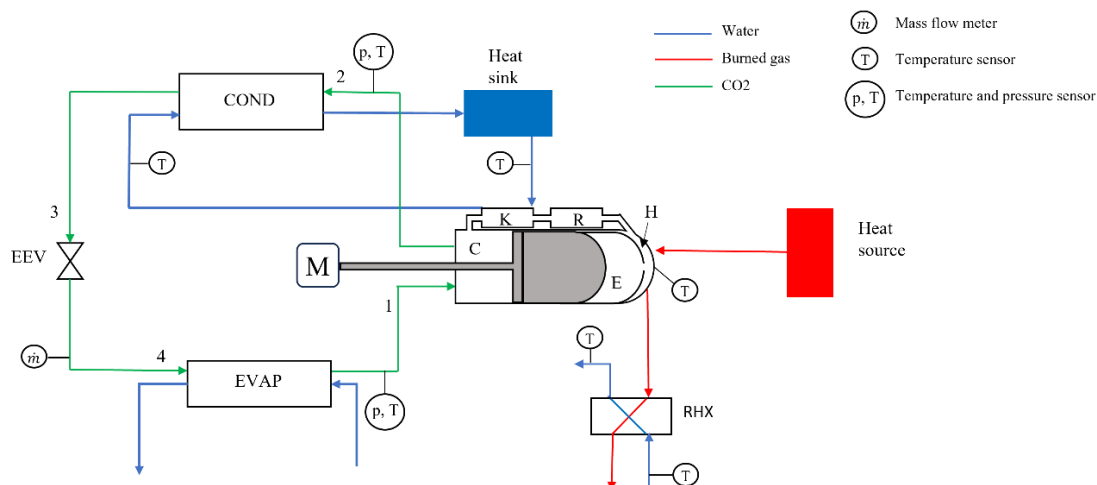 Water
Burned gas
CO2
ṁ Mass flow meter
T Temperature sensor
p, T Temperature and pressure sensor
p, T
2
Heat
sink
COND
T
T
3
EEV
K
R
H
C
E
M
1
T
Heat
source
ṁ
4
EVAP
p, T
T
RHX
T